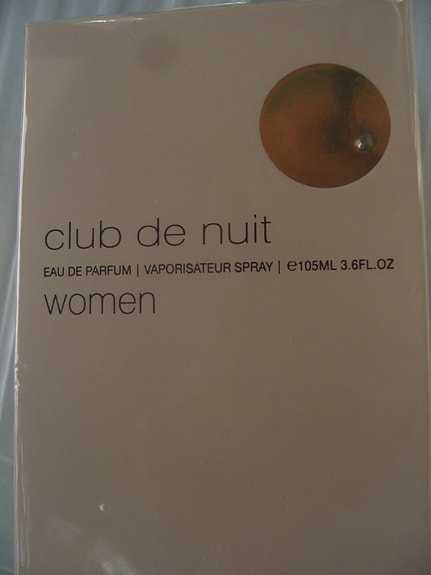 club de nuit
EAU DE PARFUM | VAPORISATEUR SPRAY | ℮105ML 3.6FL.OZ
women